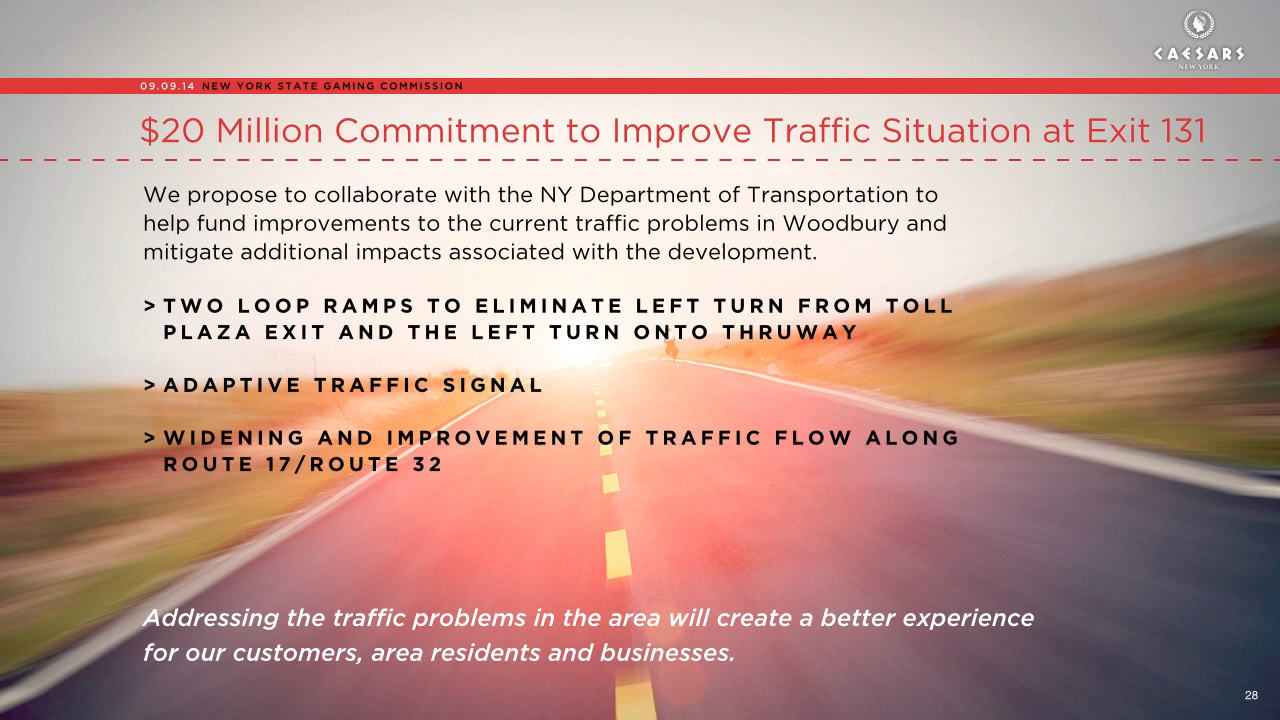 CAESARS
NEW YORK
09.09.14 NEW YORK STATE GAMING COMMISSION
$20 Million Commitment to Improve Traffic Situation at Exit 131
We propose to collaborate with the NY Department of Transportation to
help fund improvements to the current traffic problems in Woodbury and
mitigate additional impacts associated with the development.
> TWO LOOP RAMPS TO ELIMINATE LEFT TURN FROM TOLL
PLAZA EXIT AND THE LEFT TURN ONTO THRUWAY
> ADAPTIVE TRAFFIC SIGNAL
> WIDENING AND IMPROVEMENT OF TRAFFIC FLOW ALONG
ROUTE 17/ROUTE 32
Addressing the traffic problems in the area will create a better experience
for our customers, area residents and businesses.
28